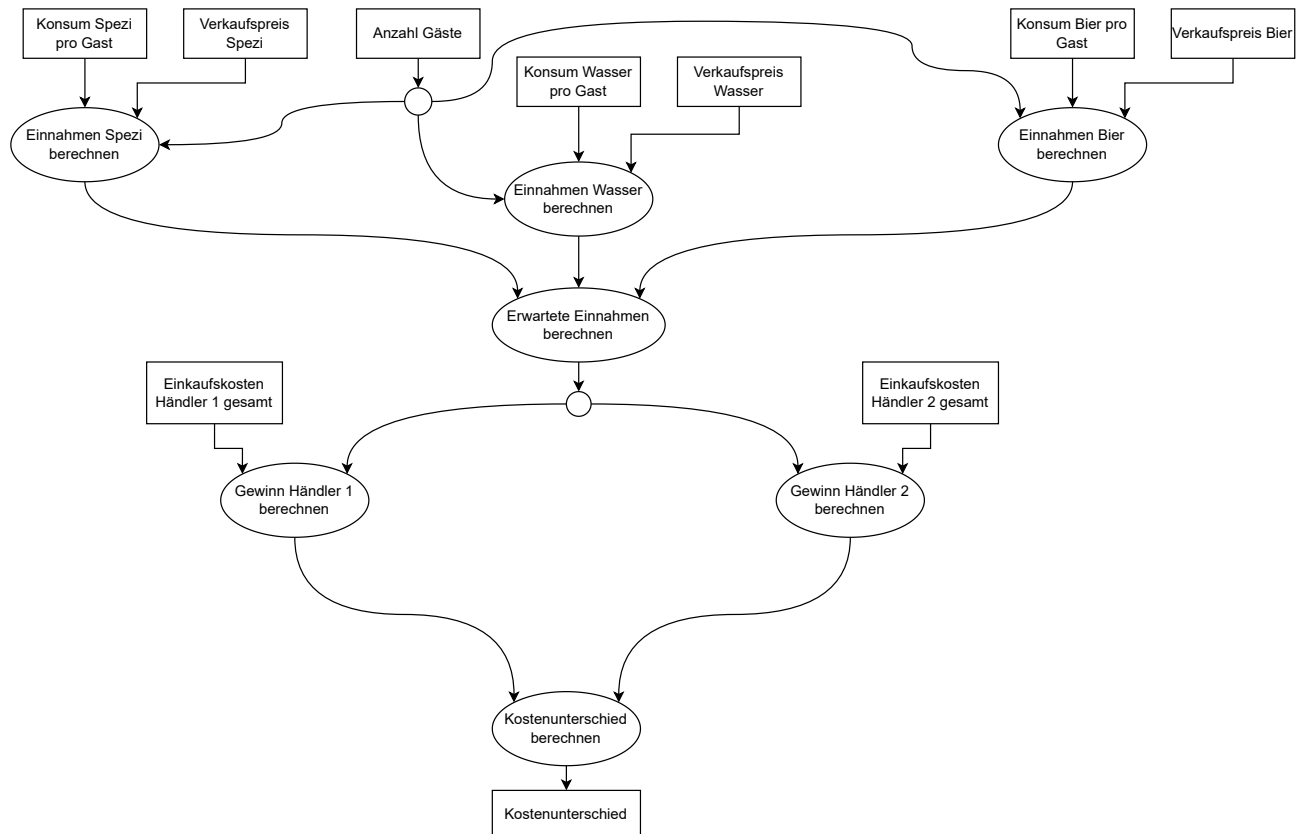 Konsum Spezi
pro Gast
Verkaufspreis
Spezi
Anzahl Gäste
Konsum Bier pro
Gast
Verkaufspreis Bier
Konsum Wasser
pro Gast
Verkaufspreis
Wasser
Einnahmen Spezi
berechnen
Einnahmen Bier
berechnen
Einnahmen Wasser
berechnen
Erwartete Einnahmen
berechnen
Einkaufskosten
Händler 1 gesamt
Einkaufskosten
Händler 2 gesamt
Gewinn Händler 1
berechnen
Gewinn Händler 2
berechnen
Kostenunterschied
berechnen
Kostenunterschied